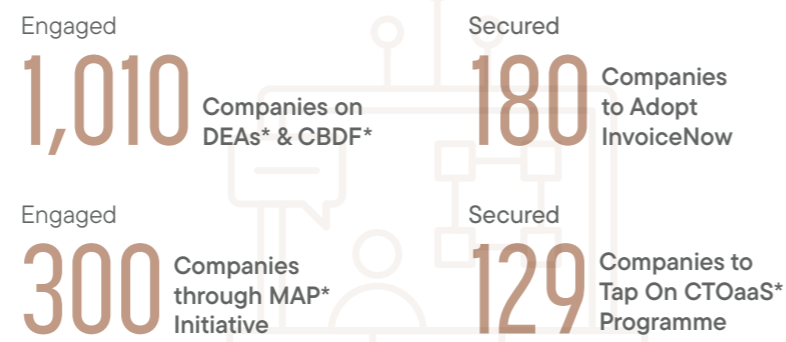 Engaged
1,010 Companies on
DEAs* & CBDF*
Secured
180 Companies
to Adopt
InvoiceNow
Engaged
300 Companies
through MAP*
Initiative
Secured
129 Companies to
Tap On CTOaaS*
Programme